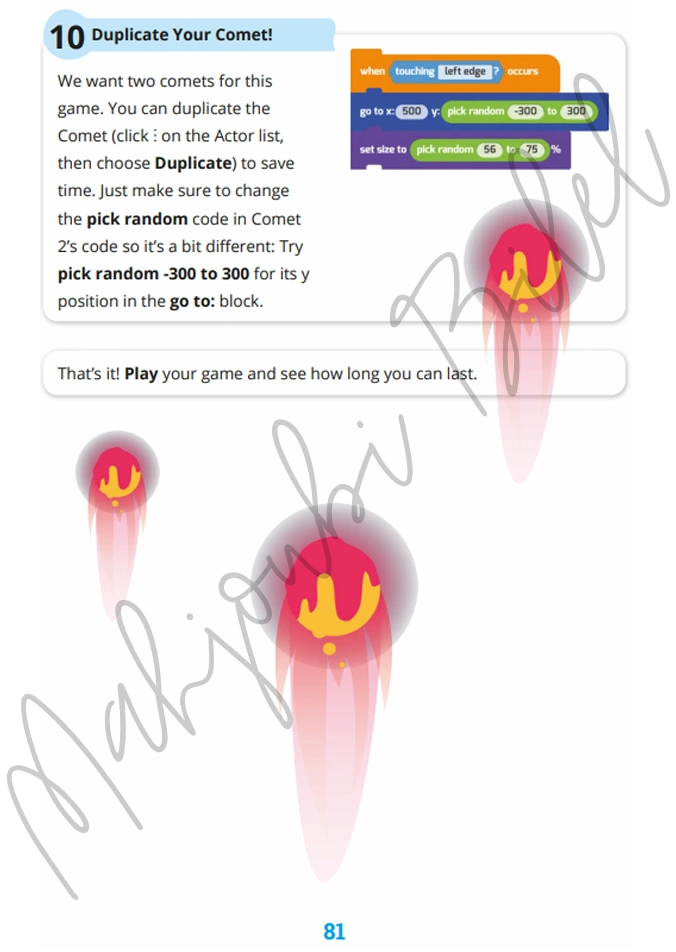 10 Duplicate Your Comet!
We want two comets for this
game. You can duplicate the
Comet (click ⋮ on the Actor list,
then choose Duplicate) to save
time. Just make sure to change
the pick random code in Comet
2's code so it's a bit different: Try
pick random -300 to 300 for its y
position in the go to: block.
when touching left edge ? occurs
go to x: 500 y: pick random -300 to 300
set size to pick random 56 to 75 %
That's it! Play your game and see how long you can last.
Mahjoubi Bilel
81